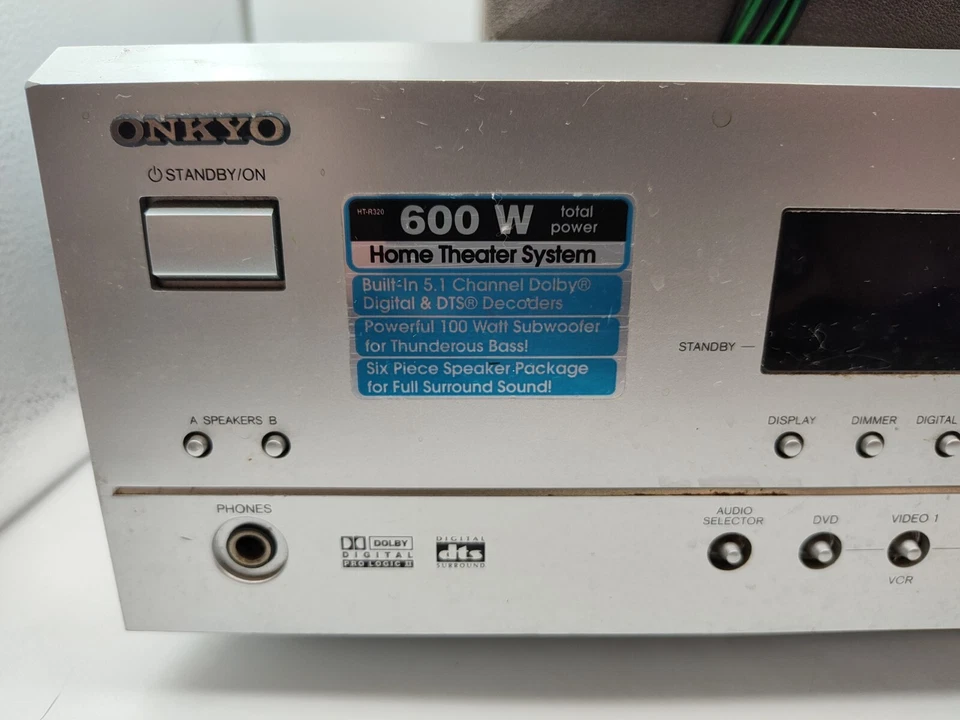 ONKYO
STANDBY/ON
HT-R320
600 W total power
Home Theater System
Built-In 5.1 Channel Dolby®
Digital & DTS® Decoders
Powerful 100 Watt Subwoofer
for Thunderous Bass!
Six Piece Speaker Package
for Full Surround Sound!
STANDBY
A SPEAKERS B
DISPLAY
DIMMER
DIGITAL
PHONES
DOLBY
DIGITAL
PRO LOGIC II
DIGITAL
dts
SURROUND
AUDIO
SELECTOR
DVD
VIDEO 1
VCR